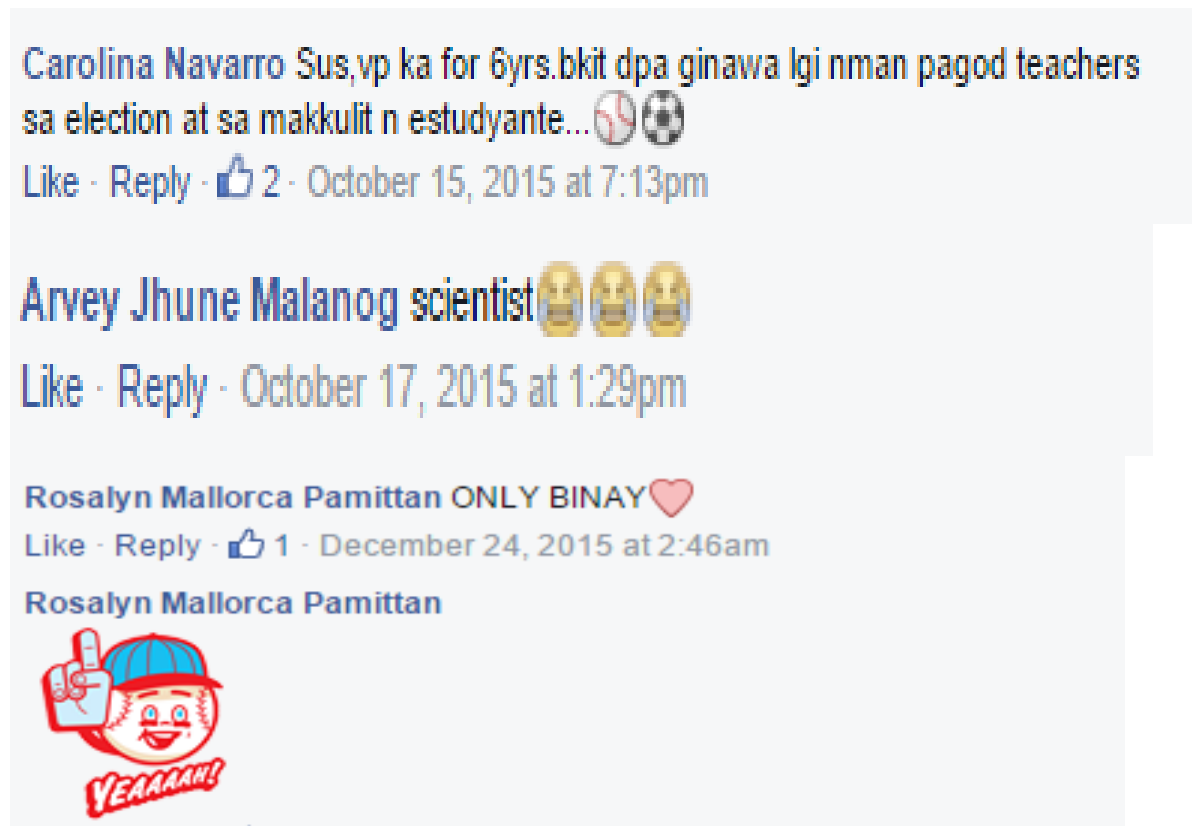 Carolina Navarro Sus,vp ka for 6yrs.bkit dpa ginawa lgi nman pagod teachers
sa election at sa makkulit n estudyante...
Like · Reply · 2 · October 15, 2015 at 7:13pm
Arvey Jhune Malanog scientist
Like · Reply · October 17, 2015 at 1:29pm
Rosalyn Mallorca Pamittan ONLY BINAY
Like · Reply · 1 · December 24, 2015 at 2:46am
Rosalyn Mallorca Pamittan
YEAAAAH!